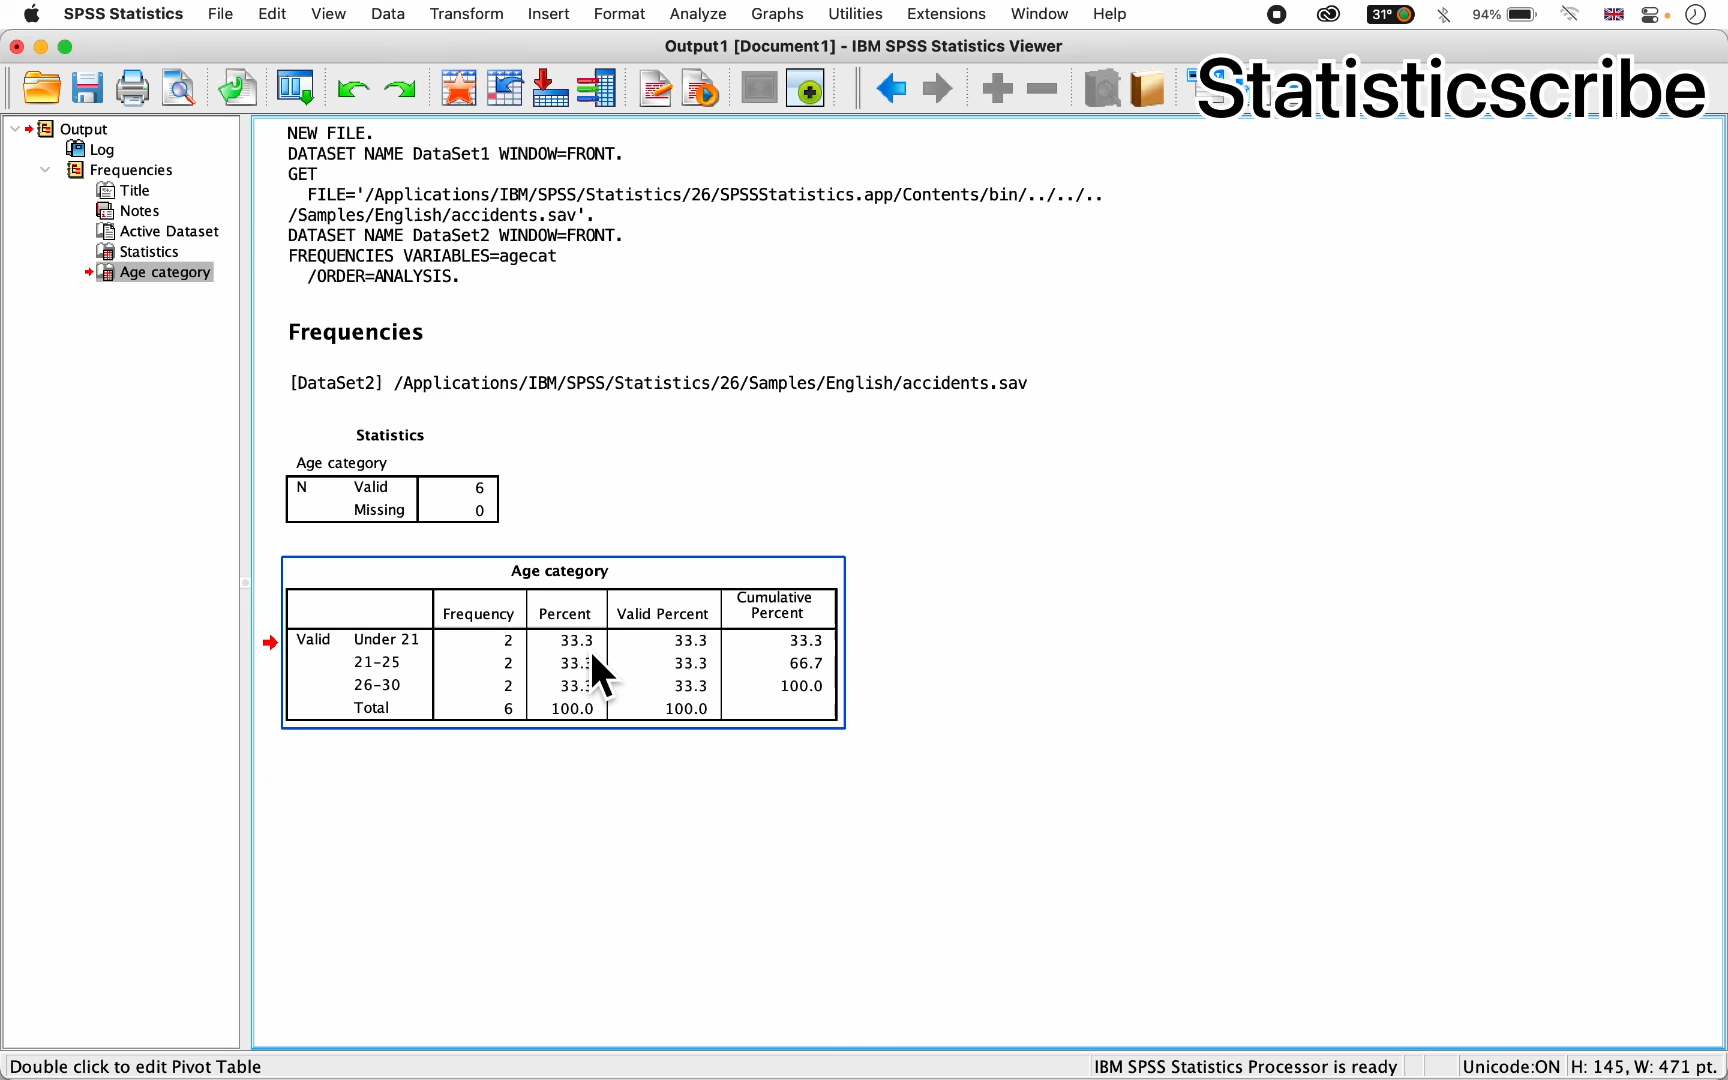 SPSS Statistics File Edit View Data Transform Insert Format Analyze Graphs Utilities Extensions Window Help 31° 94%
Output1 [Document1] - IBM SPSS Statistics Viewer
Statisticscribe
Output
Log
Frequencies
Title
Notes
Active Dataset
Statistics
Age category
NEW FILE.
DATASET NAME DataSet1 WINDOW=FRONT.
GET
FILE='/Applications/IBM/SPSS/Statistics/26/SPSSStatistics.app/Contents/bin/../../..
/Samples/English/accidents.sav'.
DATASET NAME DataSet2 WINDOW=FRONT.
FREQUENCIES VARIABLES=agecat
/ORDER=ANALYSIS.
Frequencies
[DataSet2] /Applications/IBM/SPSS/Statistics/26/Samples/English/accidents.sav
Statistics
Age category
N Valid 6
Missing 0
Age category
Frequency Percent Valid Percent Cumulative Percent
Valid Under 21 2 33.3 33.3 33.3
21-25 2 33.3 33.3 66.7
26-30 2 33.3 33.3 100.0
Total 6 100.0 100.0
Double click to edit Pivot Table IBM SPSS Statistics Processor is ready Unicode:ON H: 145, W: 471 pt.